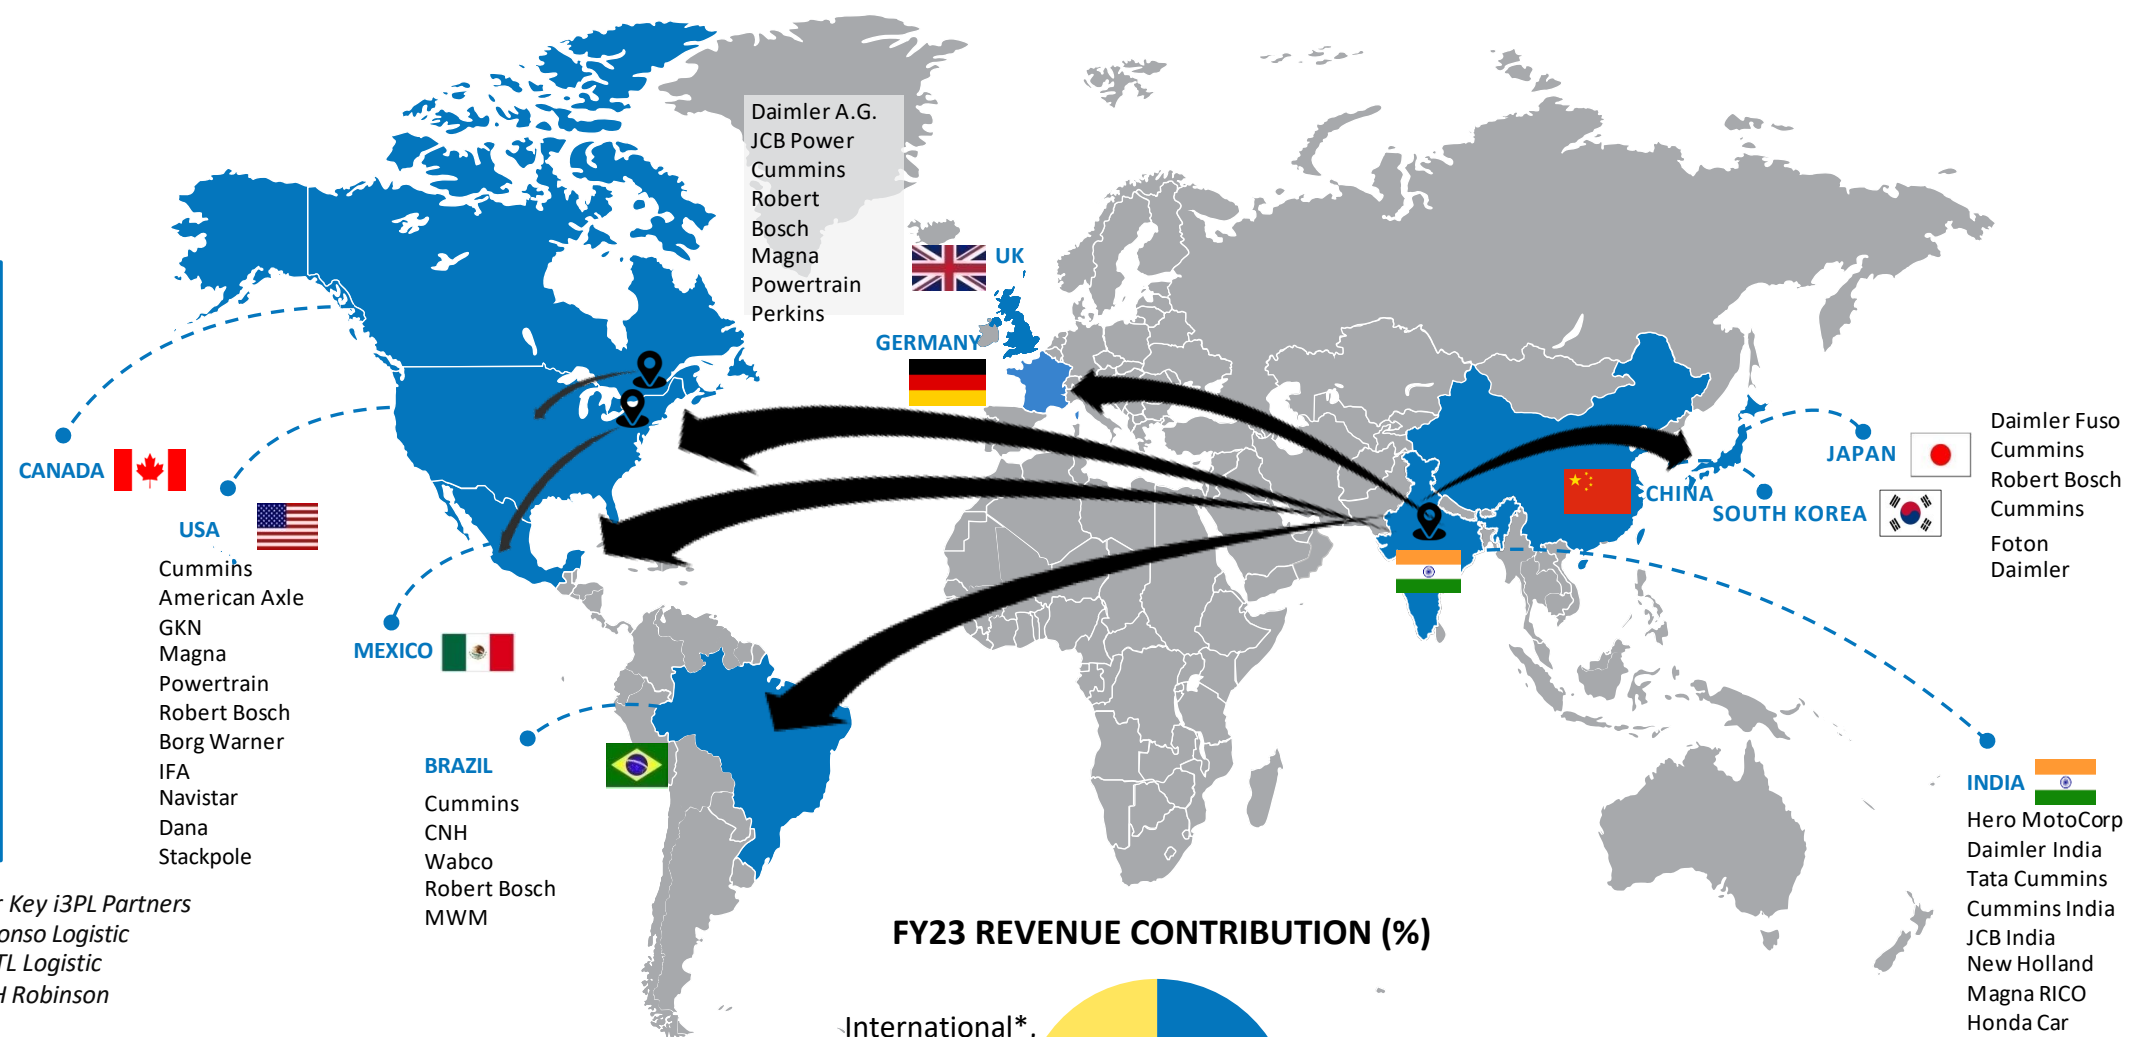 Daimler A.G.
JCB Power
Cummins
Robert
Bosch
Magna
Powertrain
Perkins
UK
GERMANY
CANADA
USA
Cummins
American Axle
GKN
Magna
Powertrain
Robert Bosch
Borg Warner
IFA
Navistar
Dana
Stackpole
MEXICO
BRAZIL
Cummins
CNH
Wabco
Robert Bosch
MWM
CHINA
JAPAN
SOUTH KOREA
Daimler Fuso
Cummins
Robert Bosch
Cummins
Foton
Daimler
INDIA
Hero MotoCorp
Daimler India
Tata Cummins
Cummins India
JCB India
New Holland
Magna RICO
Honda Car
Key i3PL Partners
Logistic
Logistic
Robinson
FY23 REVENUE CONTRIBUTION (%)
International*,